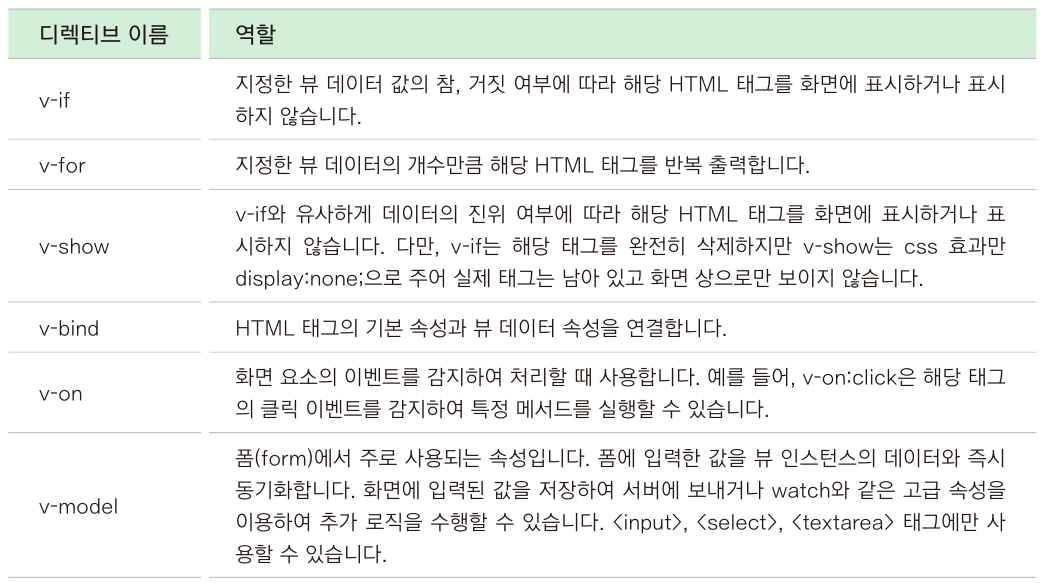 디렉티브 이름 역할
v-if
지정한 뷰 데이터 값의 참, 거짓 여부에 따라 해당 HTML 태그를 화면에 표시하거나 표시
하지 않습니다.
v-for
지정한 뷰 데이터의 개수만큼 해당 HTML 태그를 반복 출력합니다.
v-show
v-if와 유사하게 데이터의 진위 여부에 따라 해당 HTML 태그를 화면에 표시하거나 표
시하지 않습니다. 다만, v-if는 해당 태그를 완전히 삭제하지만 v-show는 css 효과만
display:none;으로 주어 실제 태그는 남아 있고 화면 상으로만 보이지 않습니다.
v-bind
HTML 태그의 기본 속성과 뷰 데이터 속성을 연결합니다.
v-on
화면 요소의 이벤트를 감지하여 처리할 때 사용합니다. 예를 들어, v-on:click은 해당 태그
의 클릭 이벤트를 감지하여 특정 메서드를 실행할 수 있습니다.
v-model
폼(form)에서 주로 사용되는 속성입니다. 폼에 입력한 값을 뷰 인스턴스의 데이터와 즉시
동기화합니다. 화면에 입력된 값을 저장하여 서버에 보내거나 watch와 같은 고급 속성을
이용하여 추가 로직을 수행할 수 있습니다. <input>, <select>, <textarea> 태그에만 사
용할 수 있습니다.